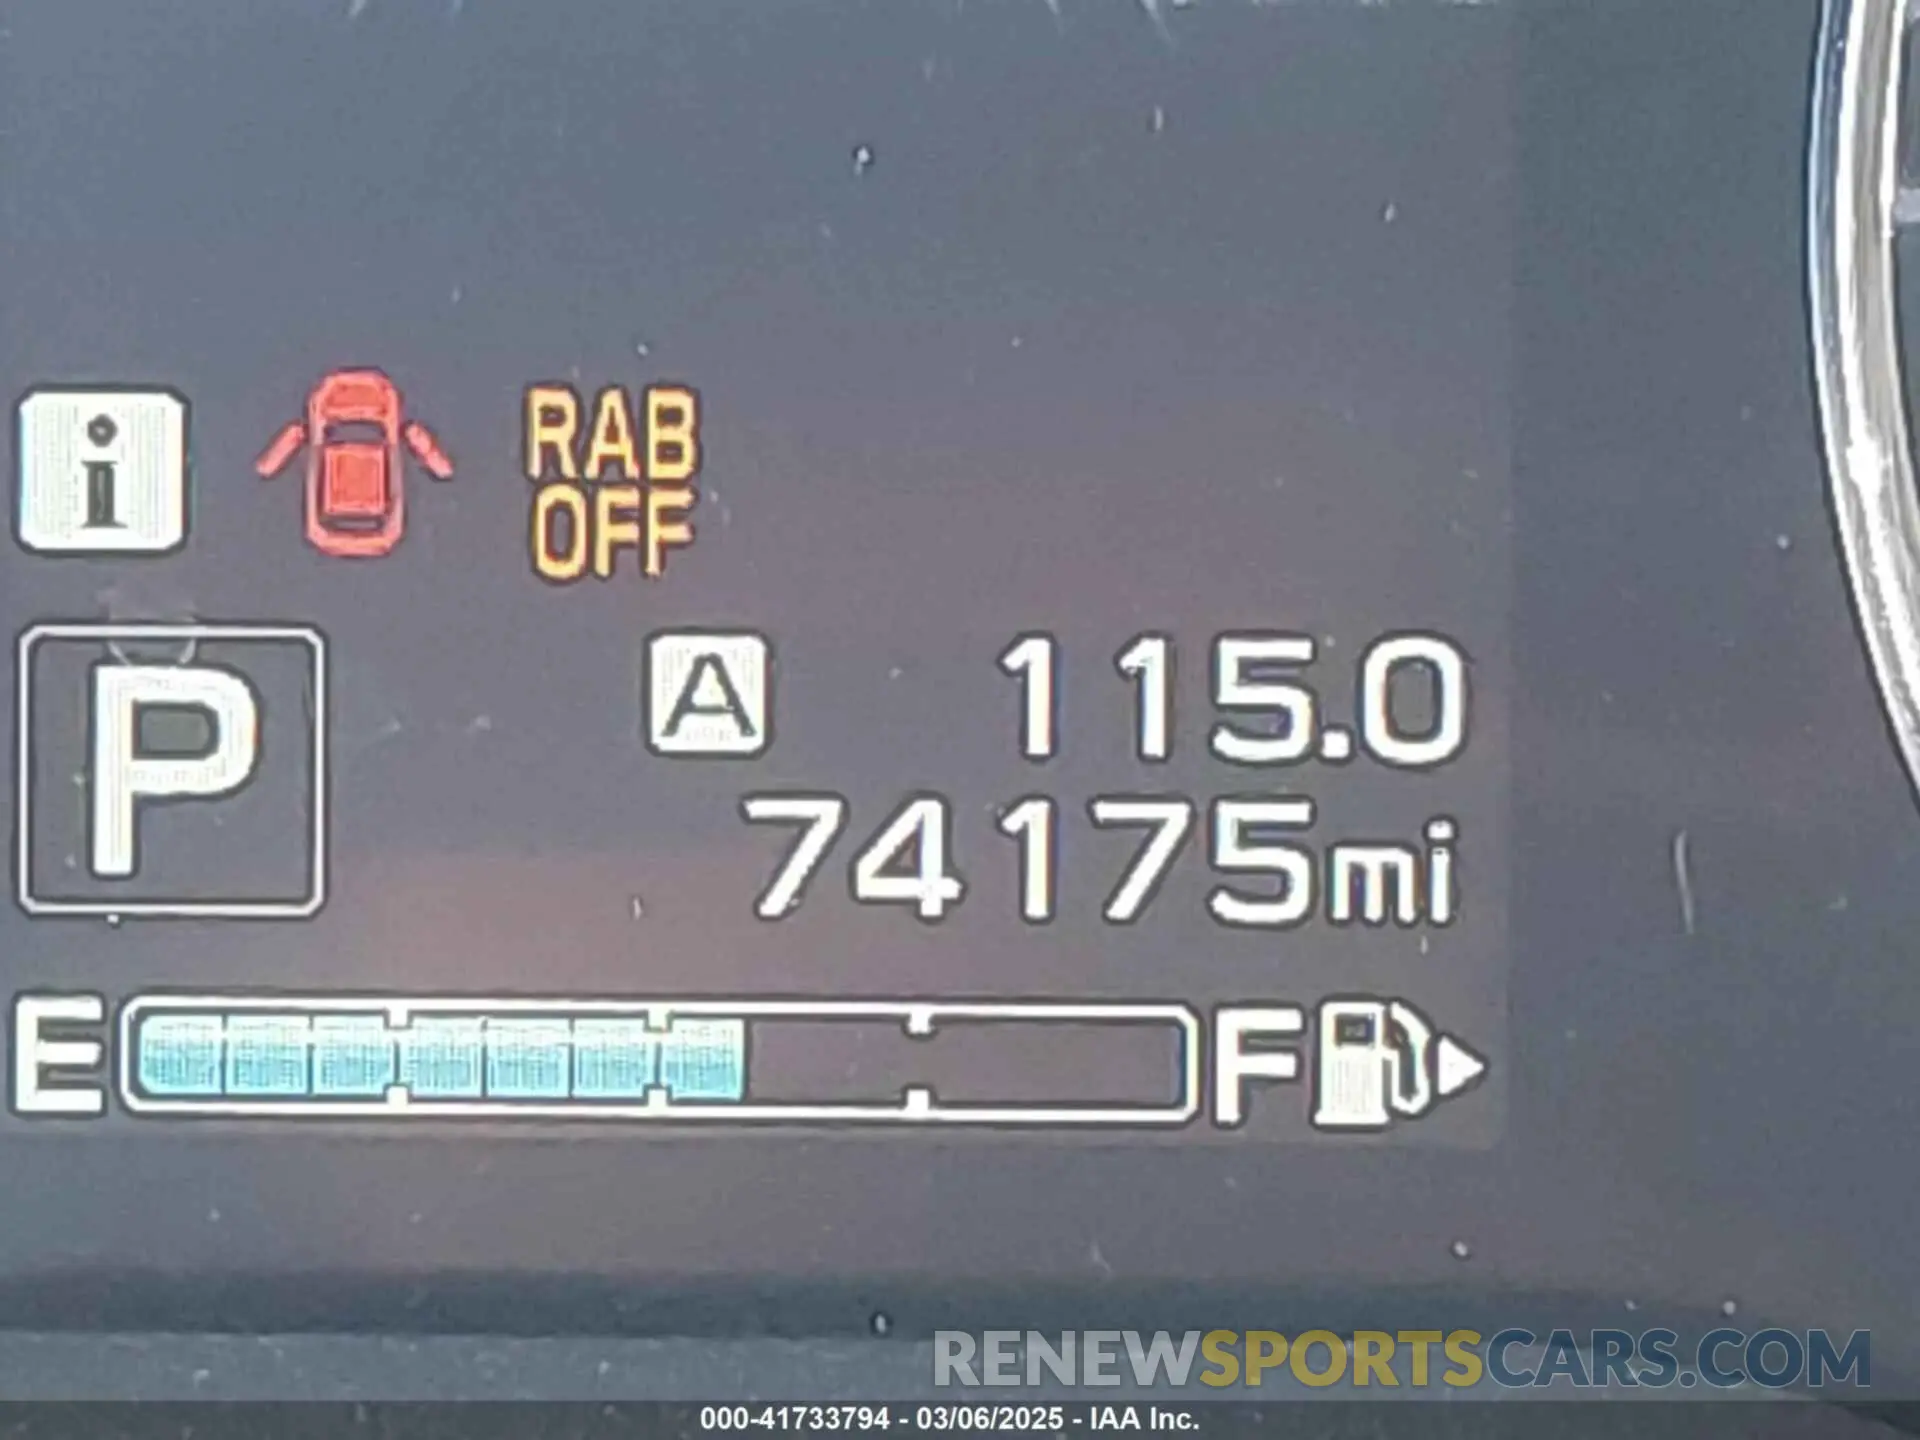 i
RAB
OFF
P
A 115.0
74175mi
E F
RENEWSPORTSCARS.COM
000-41733794 - 03/06/2025 - IAA Inc.